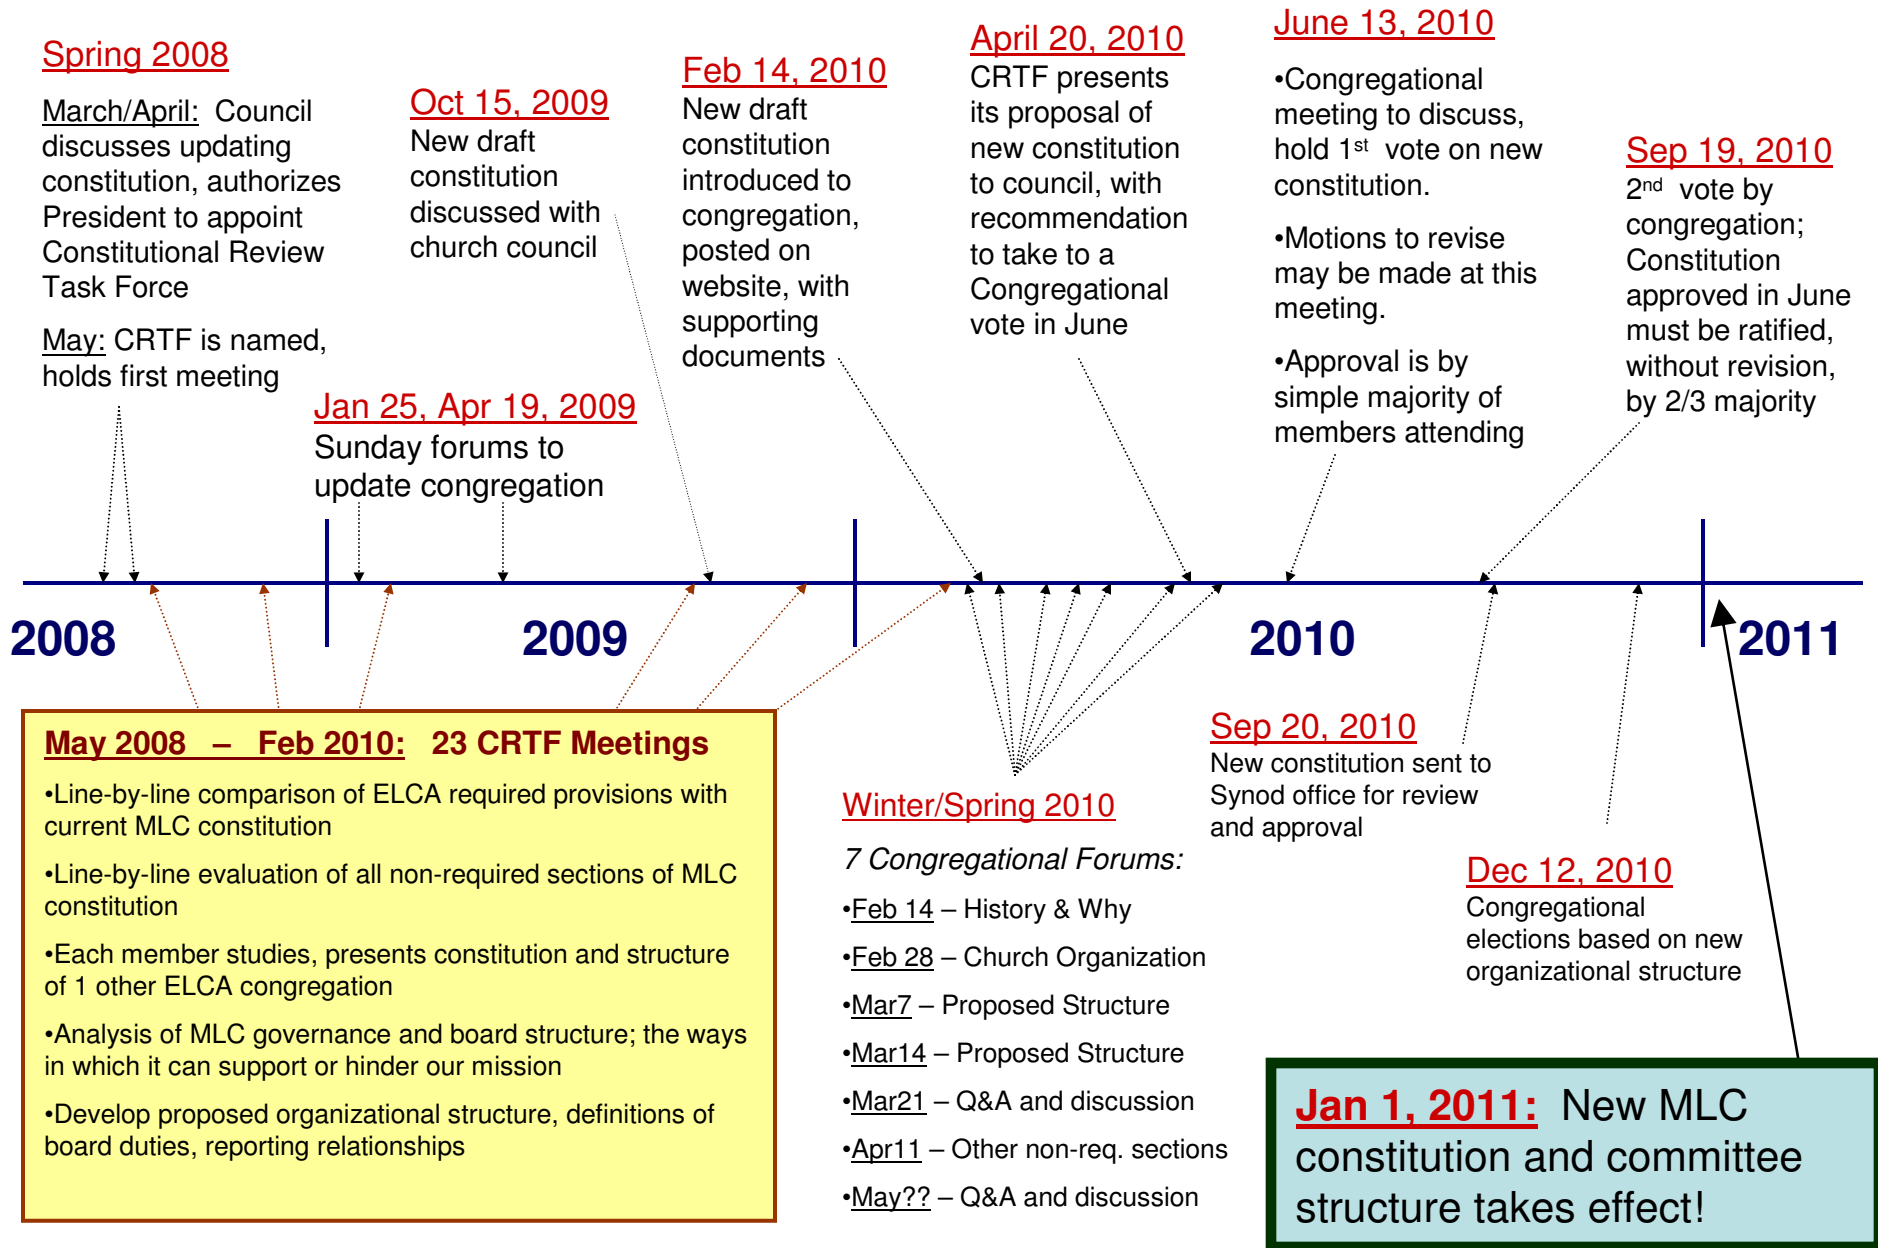 Spring 2008
March/April:  Council
discusses updating
constitution, authorizes
President to appoint
Constitutional Review
Task Force
May: CRTF is named,
holds first meeting
Jan 25, Apr 19, 2009
Sunday forums to
update congregation
Oct 15, 2009
New draft
constitution
discussed with
church council
Feb 14, 2010
New draft
constitution
introduced to
congregation,
posted on
website, with
supporting
documents
April 20, 2010
CRTF presents
its proposal of
new constitution
to council, with
recommendation
to take to a
Congregational
vote in June
June 13, 2010
•Congregational
meeting to discuss,
hold 1st vote on new
constitution.
•Motions to revise
may be made at this
meeting.
•Approval is by
simple majority of
members attending
Sep 19, 2010
2nd vote by
congregation;
Constitution
approved in June
must be ratified,
without revision,
by 2/3 majority
2008
2009
2010
2011
May 2008 – Feb 2010: 23 CRTF Meetings
•Line-by-line comparison of ELCA required provisions with
current MLC constitution
•Line-by-line evaluation of all non-required sections of MLC
constitution
•Each member studies, presents constitution and structure
of 1 other ELCA congregation
•Analysis of MLC governance and board structure; the ways
in which it can support or hinder our mission
•Develop proposed organizational structure, definitions of
board duties, reporting relationships
Winter/Spring 2010
7 Congregational Forums:
•Feb 14 – History & Why
•Feb 28 – Church Organization
•Mar7 – Proposed Structure
•Mar14 – Proposed Structure
•Mar21 – Q&A and discussion
•Apr11 – Other non-req. sections
•May?? – Q&A and discussion
Sep 20, 2010
New constitution sent to
Synod office for review
and approval
Dec 12, 2010
Congregational
elections based on new
organizational structure
Jan 1, 2011: New MLC
constitution and committee
structure takes effect!